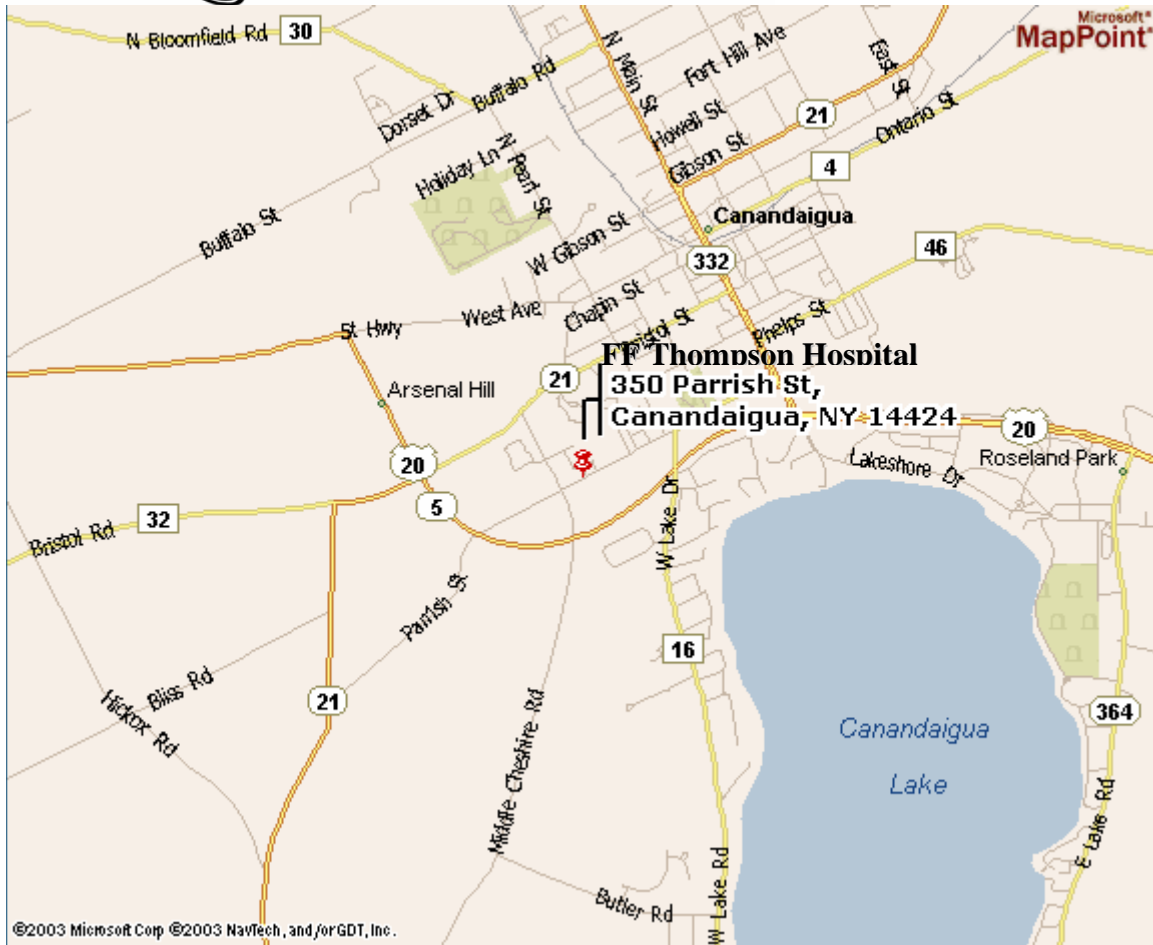 Microsoft®
MapPoint®
N Bloomfield Rd
30
N Main St
Fort Hill Ave
East St
Buffalo Rd
Dorset Dr
21
Howell St
Ontario St
Gibson St
4
Holiday Ln
N Pearl St
Canandaigua
Buffalo St
W Gibson St
332
46
West Ave
Chapin St
St Hwy
Bristol St
Phelps St
FF Thompson Hospital
21
350 Parrish St,
Canandaigua, NY 14424
Arsenal Hill
20
Roseland Park
Lakeshore Dr
20
5
W Lake Dr
32
Bristol Rd
Parrish St
16
Bliss Rd
Hickox Rd
21
364
Middle Cheshire Rd
Canandaigua
Lake
E Lake Rd
W Lake Rd
Butler Rd
©2003 Microsoft Corp ©2003 NavTech, and/or GDT, Inc.